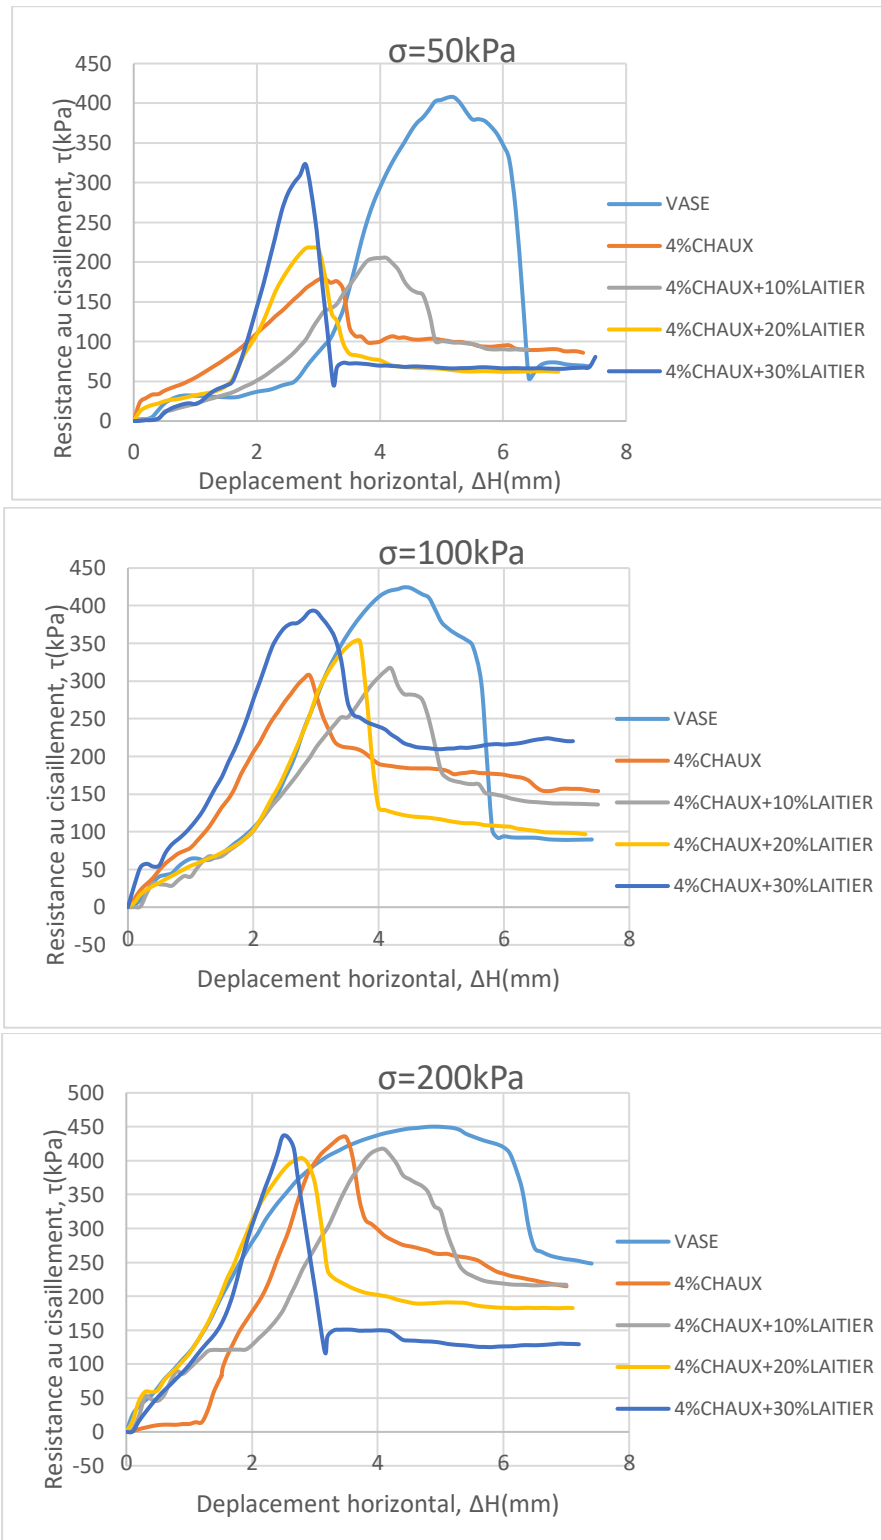 σ=50kPa
Resistance au cisaillement, τ(kPa)
450
400
350
300
250
200
150
100
50
0
0 2 4 6 8
Deplacement horizontal, ΔH(mm)
VASE
4%CHAUX
4%CHAUX+10%LAITIER
4%CHAUX+20%LAITIER
4%CHAUX+30%LAITIER
σ=100kPa
Resistance au cisaillement, τ(kPa)
450
400
350
300
250
200
150
100
50
0
-50
0 2 4 6 8
Deplacement horizontal, ΔH(mm)
VASE
4%CHAUX
4%CHAUX+10%LAITIER
4%CHAUX+20%LAITIER
4%CHAUX+30%LAITIER
σ=200kPa
Resistance au cisaillement, τ(kPa)
500
450
400
350
300
250
200
150
100
50
0
-50
0 2 4 6 8
Deplacement horizontal, ΔH(mm)
VASE
4%CHAUX
4%CHAUX+10%LAITIER
4%CHAUX+20%LAITIER
4%CHAUX+30%LAITIER